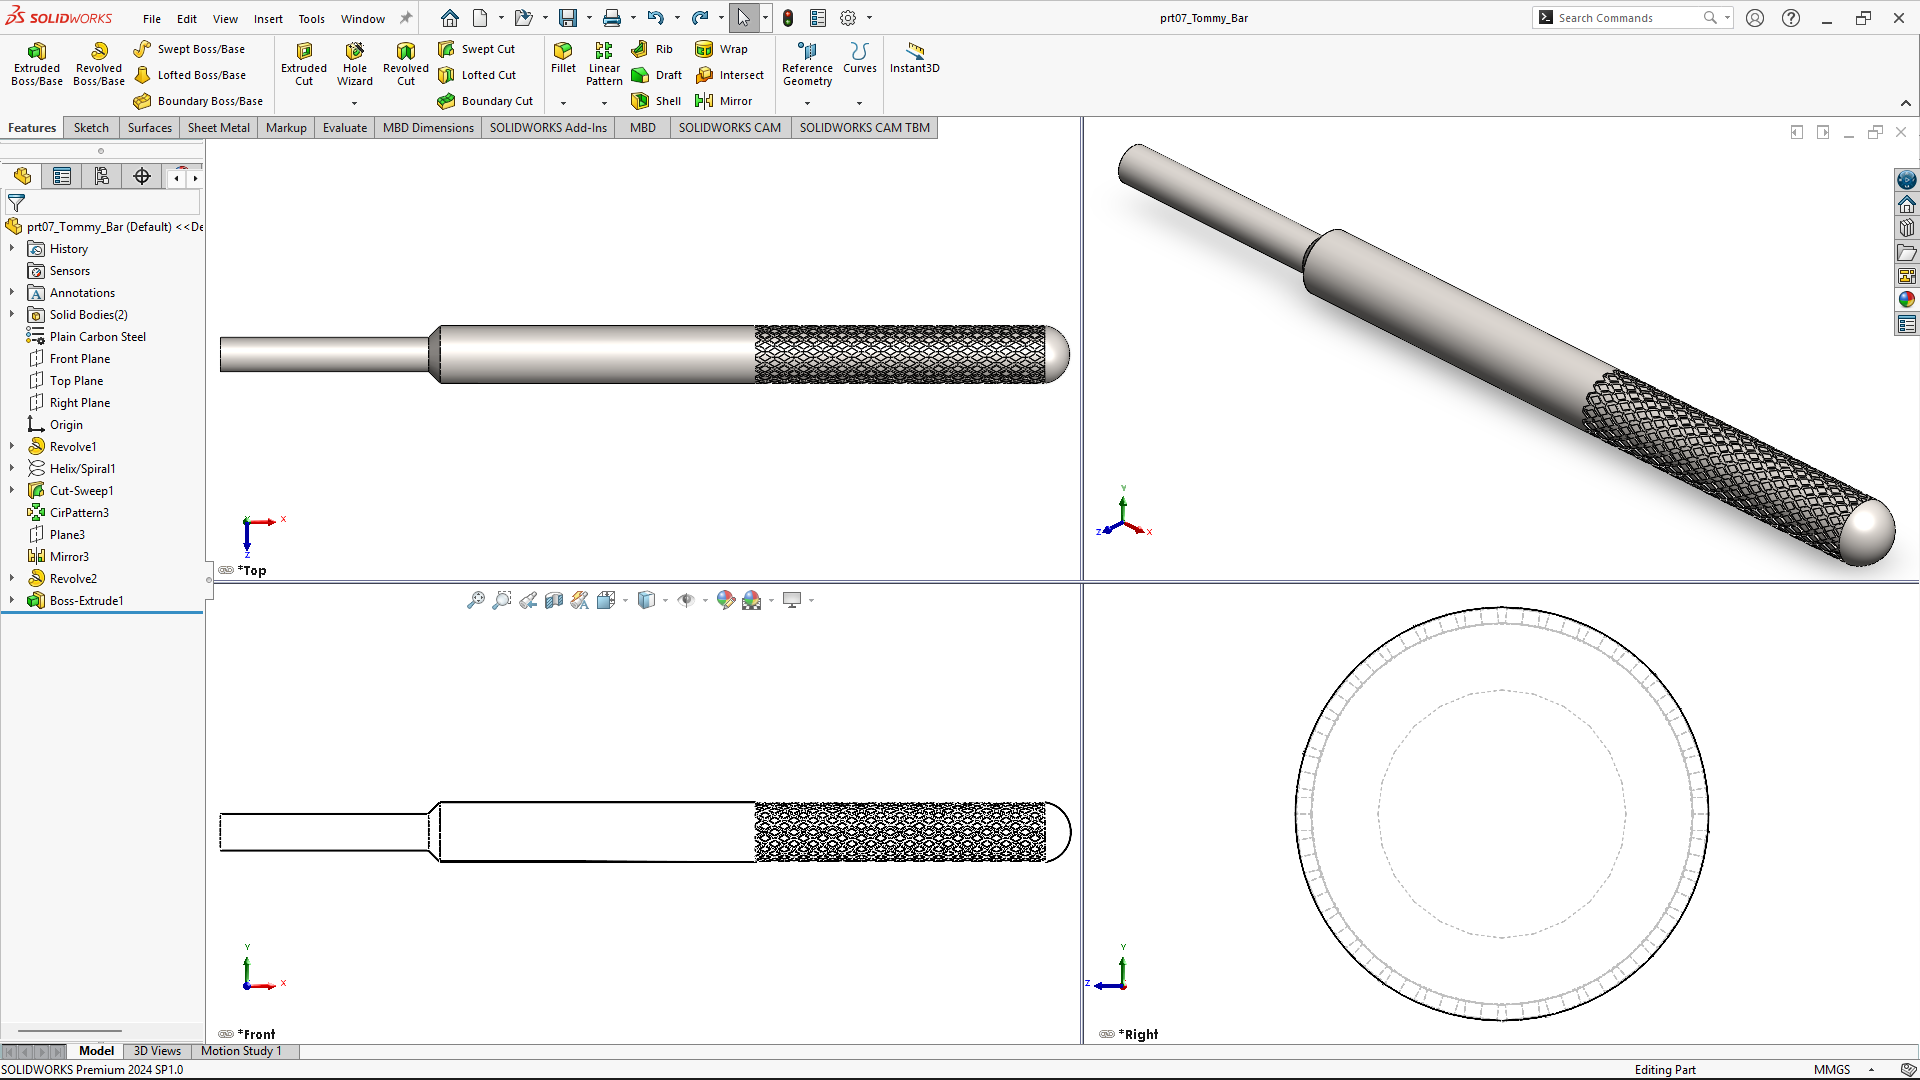 SOLIDWORKS File Edit View Insert Tools Window prt07_Tommy_Bar Search Commands
Extruded Boss/Base
Revolved Boss/Base
Swept Boss/Base
Lofted Boss/Base
Boundary Boss/Base
Extruded Cut
Hole Wizard
Revolved Cut
Swept Cut
Lofted Cut
Boundary Cut
Fillet
Linear Pattern
Rib
Draft
Shell
Wrap
Intersect
Mirror
Reference Geometry
Curves
Instant3D
Features Sketch Surfaces Sheet Metal Markup Evaluate MBD Dimensions SOLIDWORKS Add-Ins MBD SOLIDWORKS CAM SOLIDWORKS CAM TBM
prt07_Tommy_Bar (Default) <<De
History
Sensors
Annotations
Solid Bodies(2)
Plain Carbon Steel
Front Plane
Top Plane
Right Plane
Origin
Revolve1
Helix/Spiral1
Cut-Sweep1
CirPattern3
Plane3
Mirror3
Revolve2
Boss-Extrude1
Y X Z
*Top
Y Z X
Y X
*Front
Y Z
*Right
Model 3D Views Motion Study 1
SOLIDWORKS Premium 2024 SP1.0 Editing Part MMGS